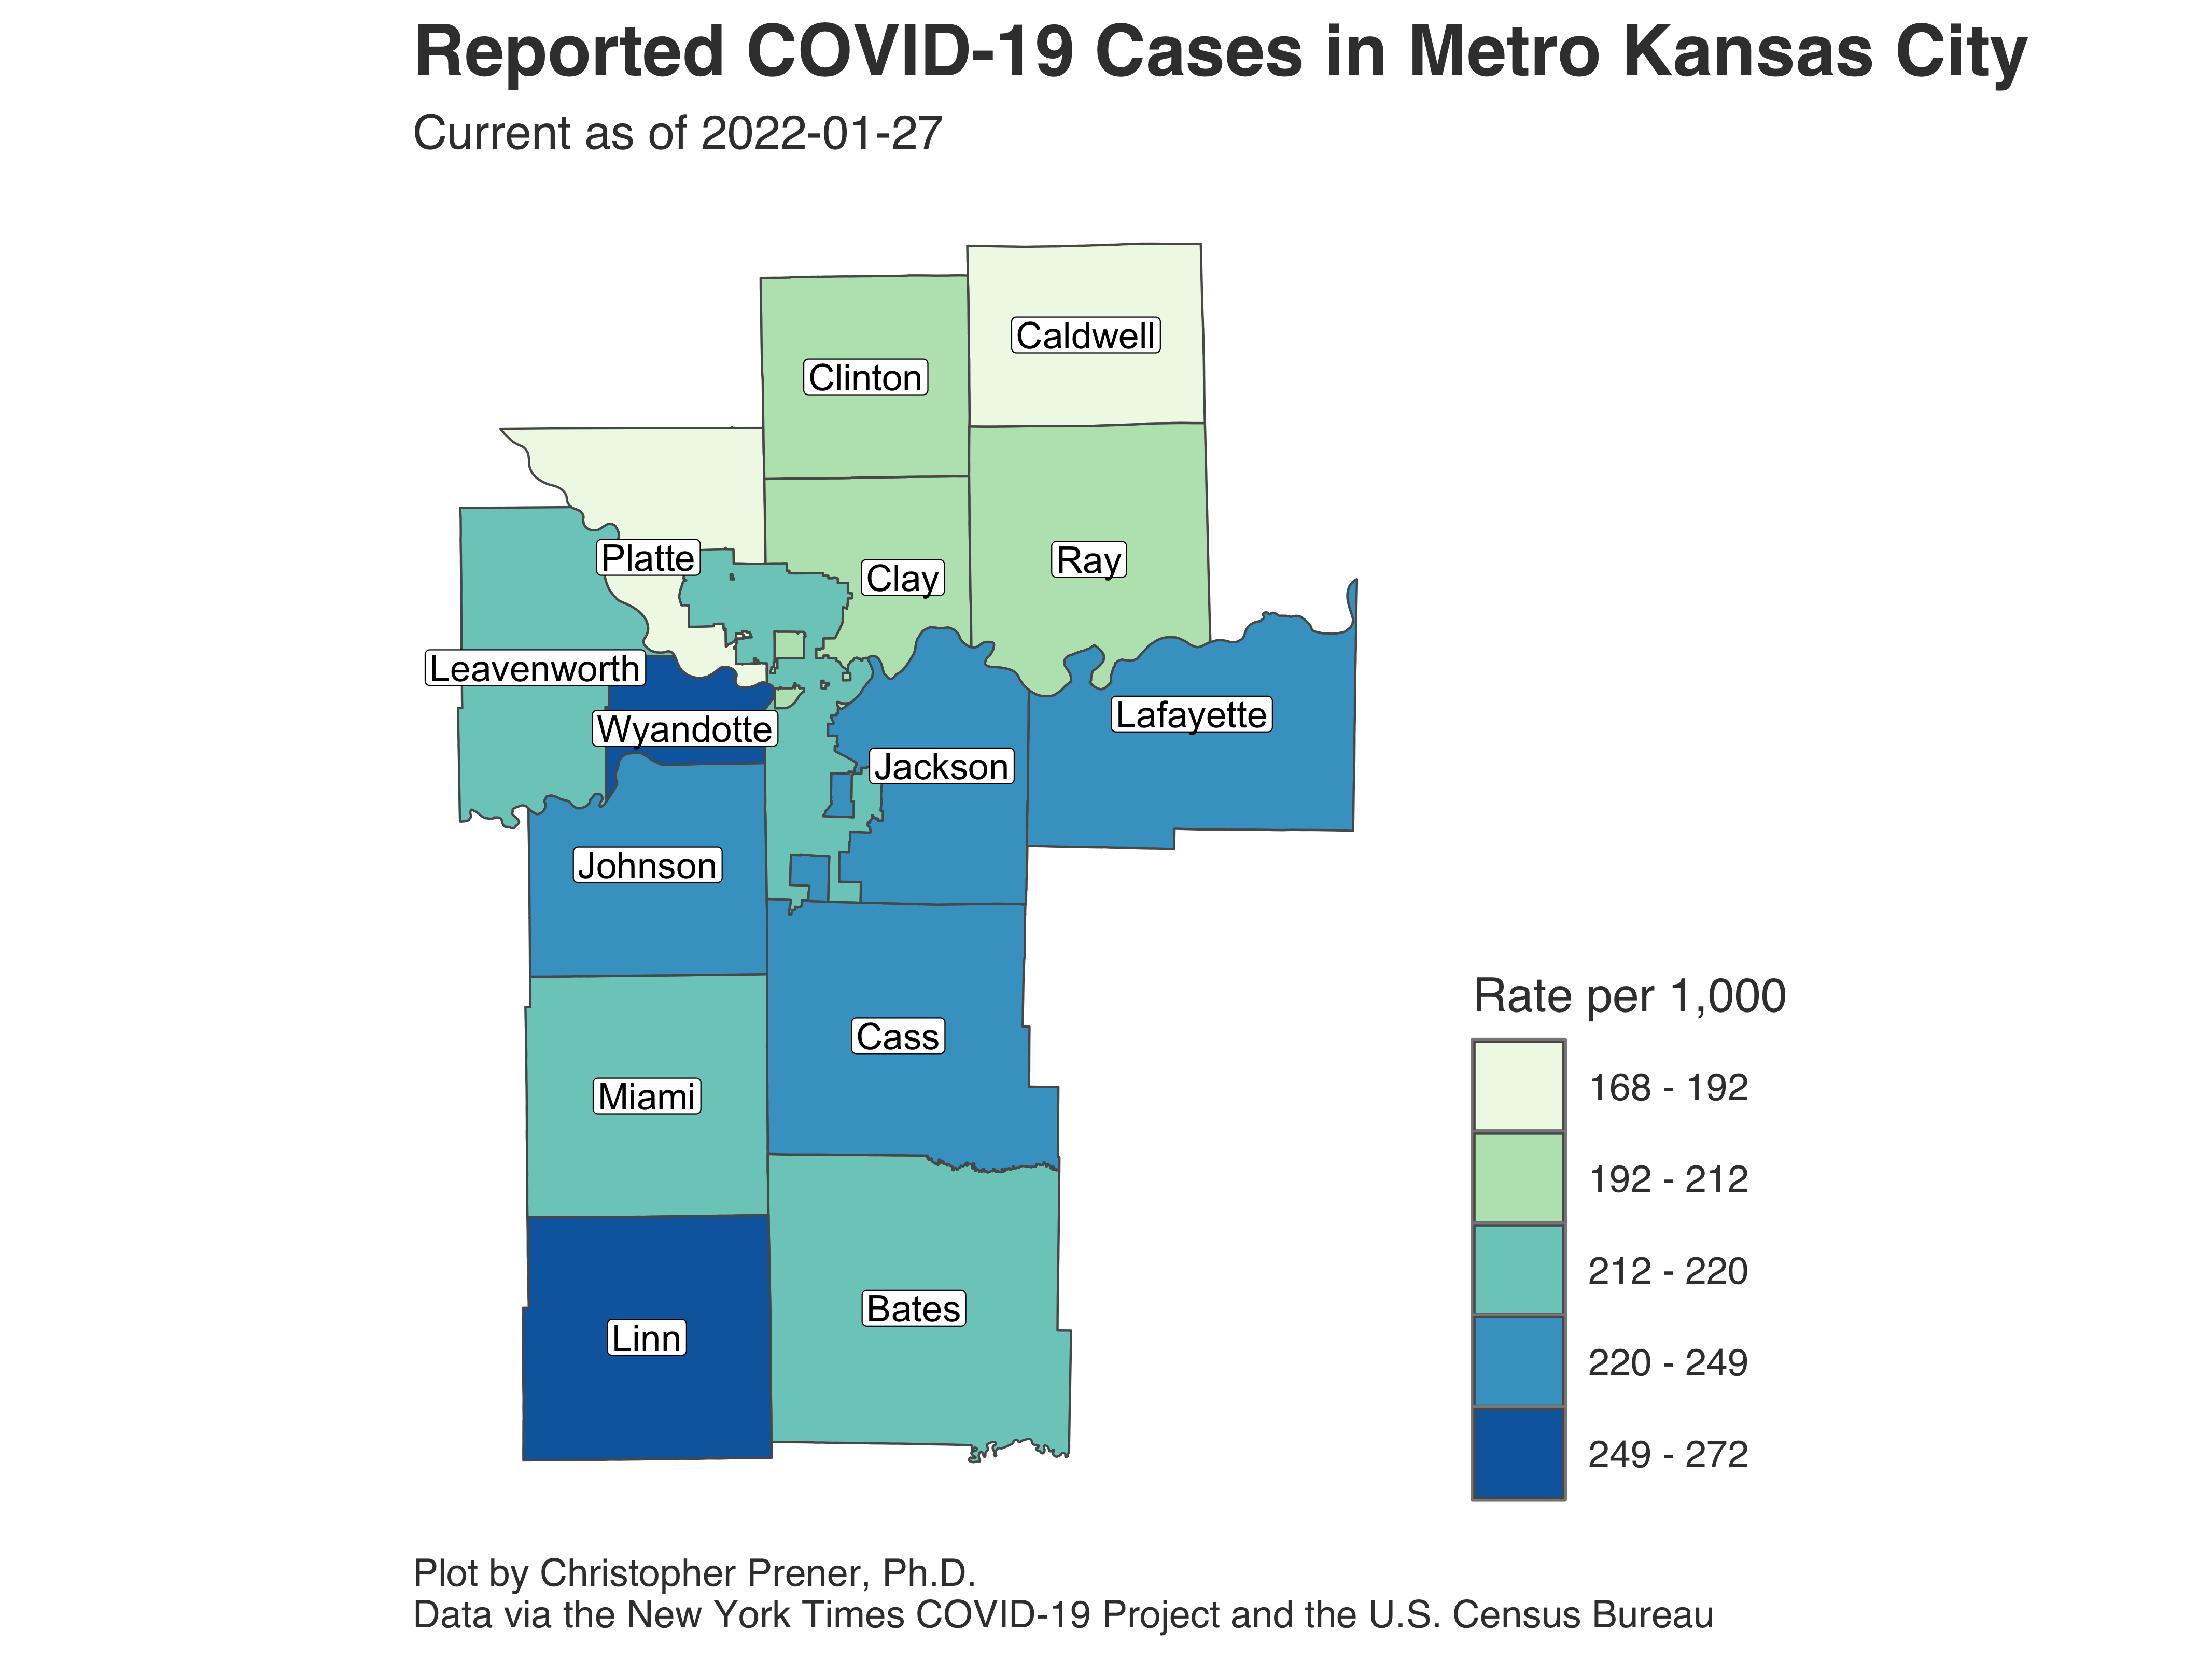 Reported COVID-19 Cases in Metro Kansas City
Current as of 2022-01-27
Caldwell
Clinton
Platte
Clay
Ray
Leavenworth
Wyandotte
Lafayette
Jackson
Johnson
Cass
Miami
Bates
Linn
Rate per 1,000
168 - 192
192 - 212
212 - 220
220 - 249
249 - 272
Plot by Christopher Prener, Ph.D.
Data via the New York Times COVID-19 Project and the U.S. Census Bureau